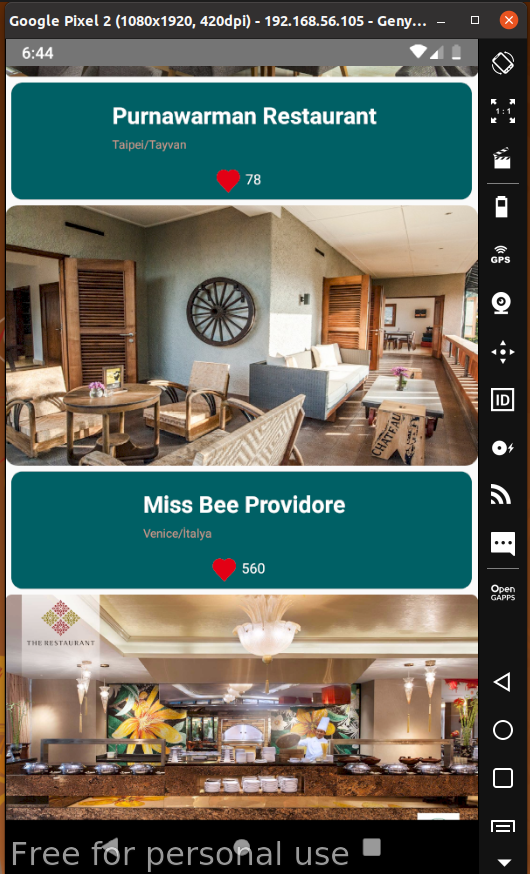 Google Pixel 2 (1080x1920, 420dpi) - 192.168.56.105 - Geny...
6:44
1:1
Purnawarman Restaurant
Taipei/Tayvan
78
GPS
CHATEAU
ID
Miss Bee Providore
Venice/İtalya
560
Open
GAPPS
THE RESTAURANT
Free for personal use